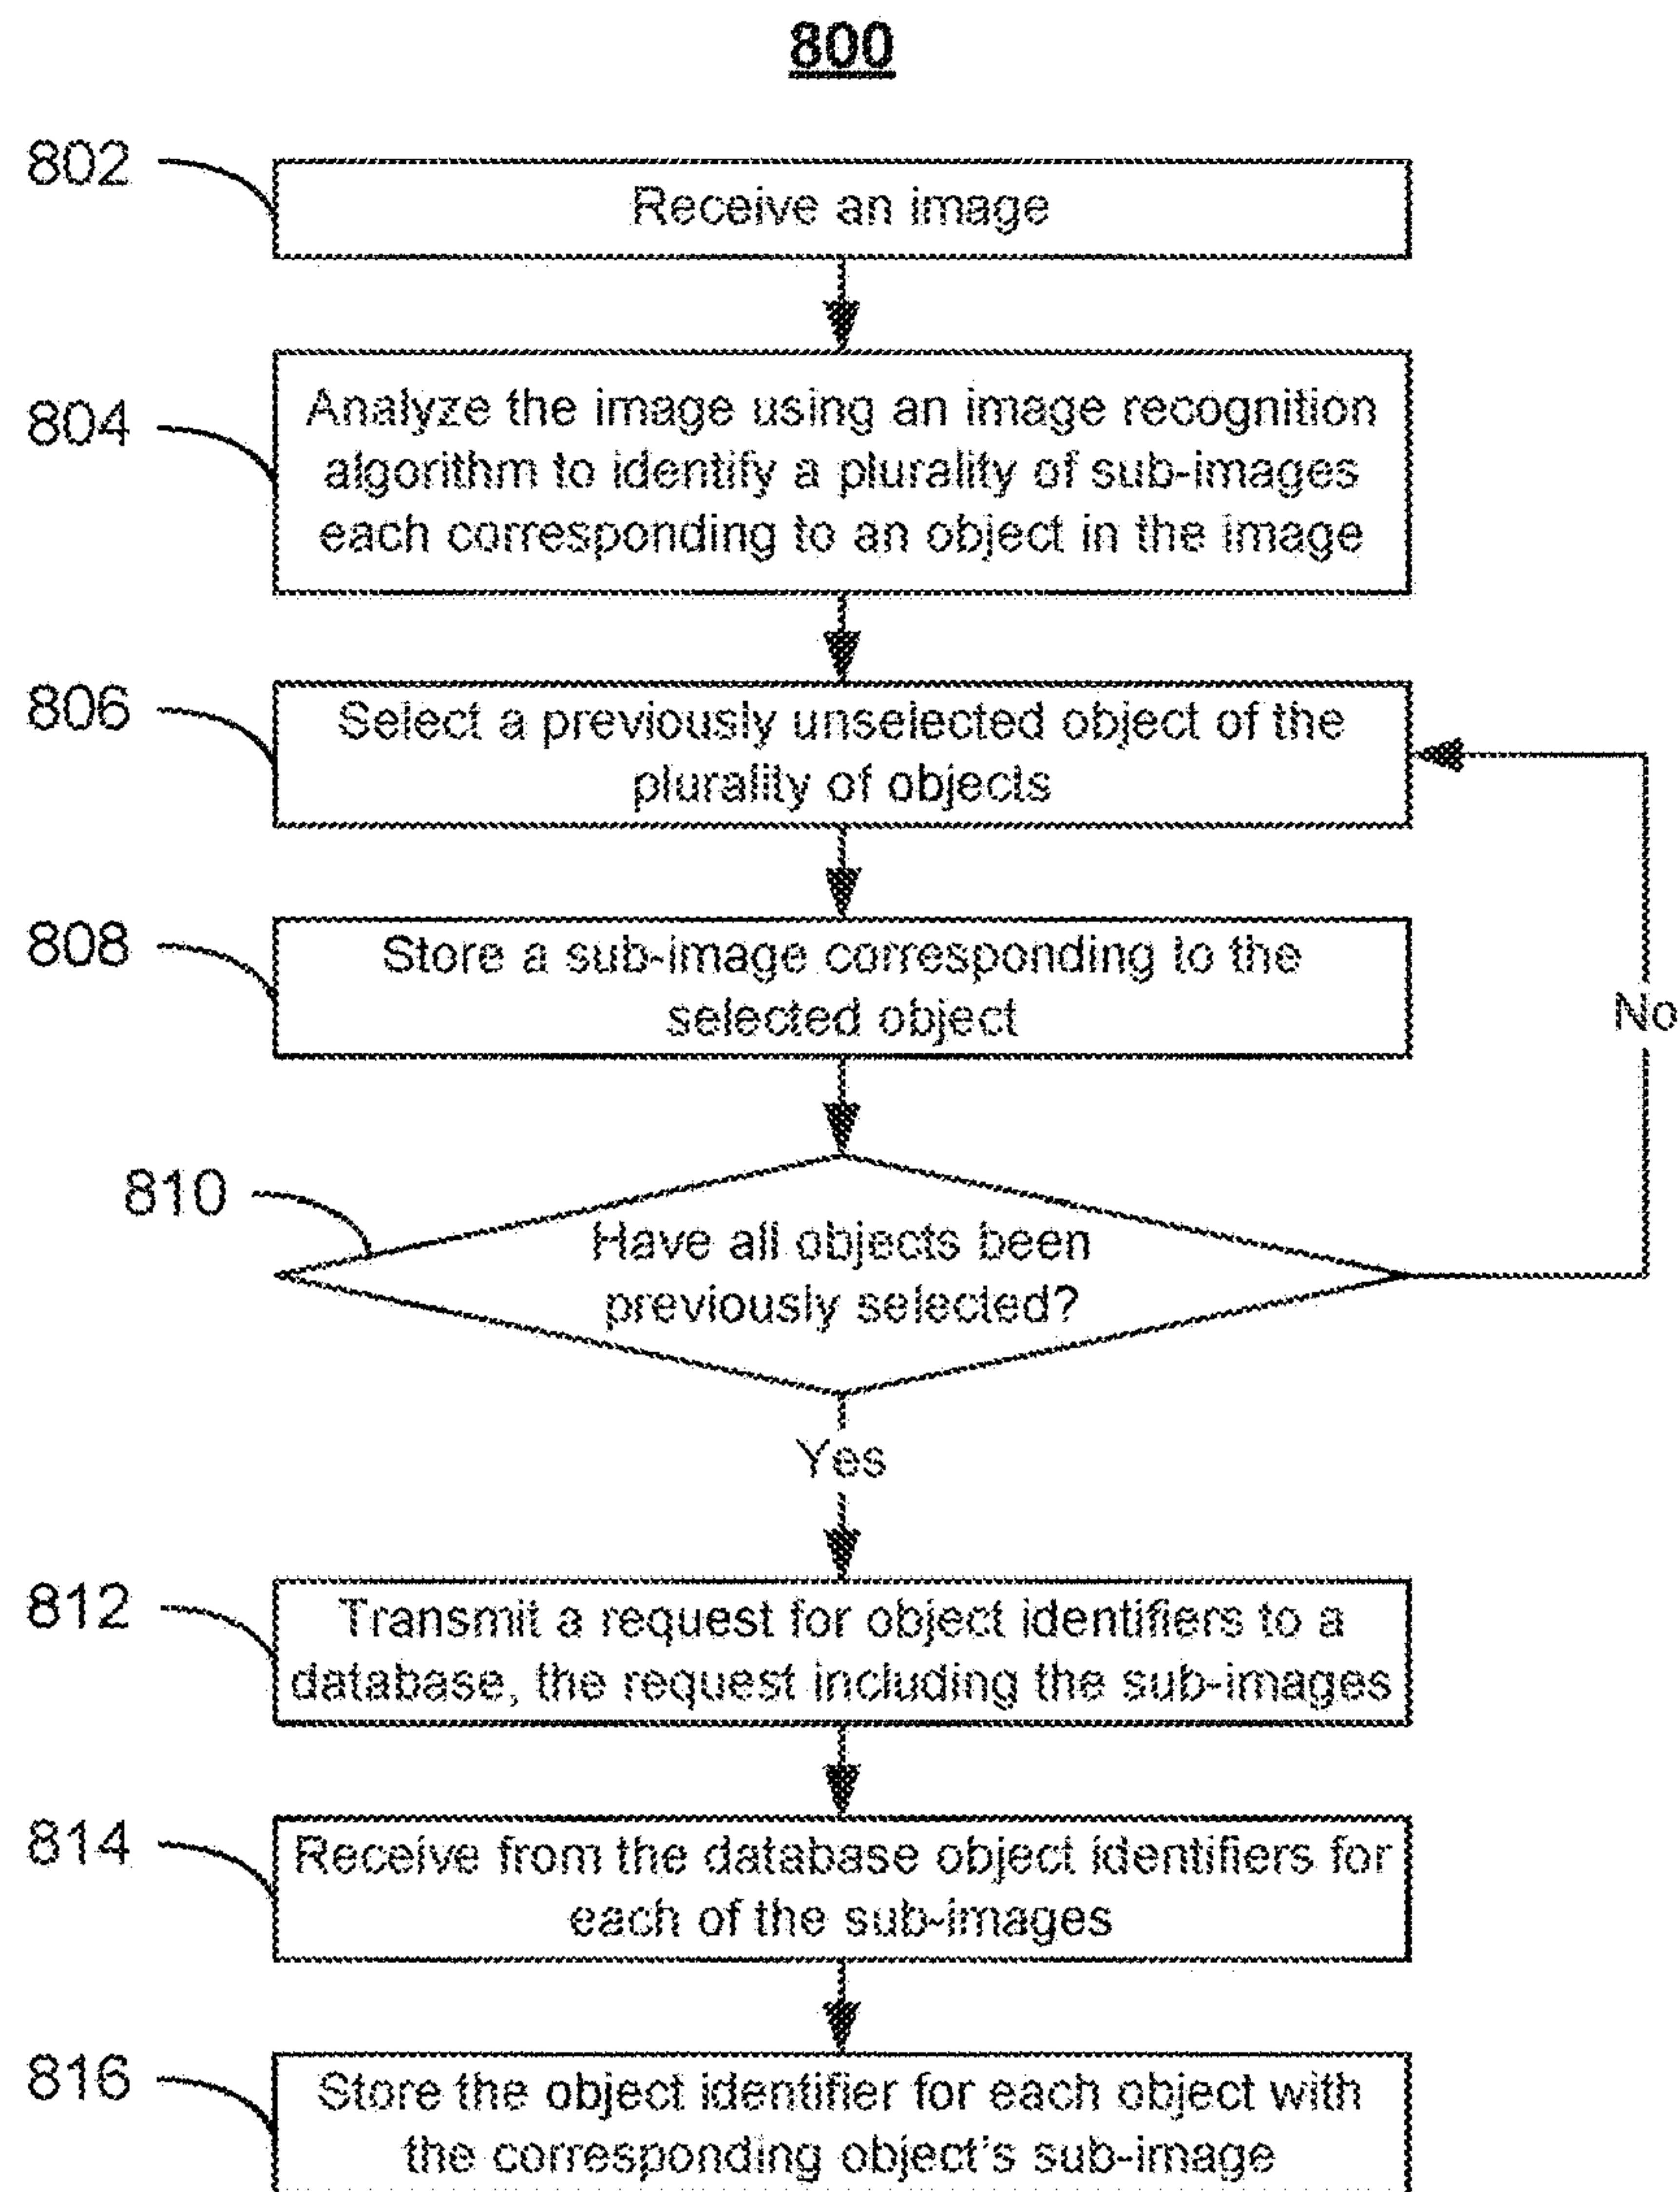 800
802
Receive an image
804
Analyze the image using an image recognition
algorithm to identify a plurality of sub-images
each corresponding to an object in the image
806
Select a previously unselected object of the
plurality of objects
808
Store a sub-image corresponding to the
selected object
No
810
Have all objects been
previously selected?
Yes
812
Transmit a request for object identifiers to a
database, the request including the sub-images
814
Receive from the database object identifiers for
each of the sub-images
816
Store the object identifier for each object with
the corresponding object's sub-image